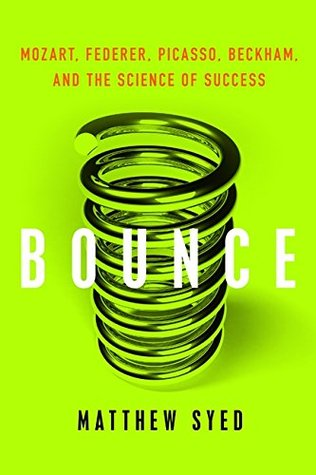 MOZART, FEDERER, PICASSO, BECKHAM,
AND THE SCIENCE OF SUCCESS
BOUNCE
MATTHEW SYED